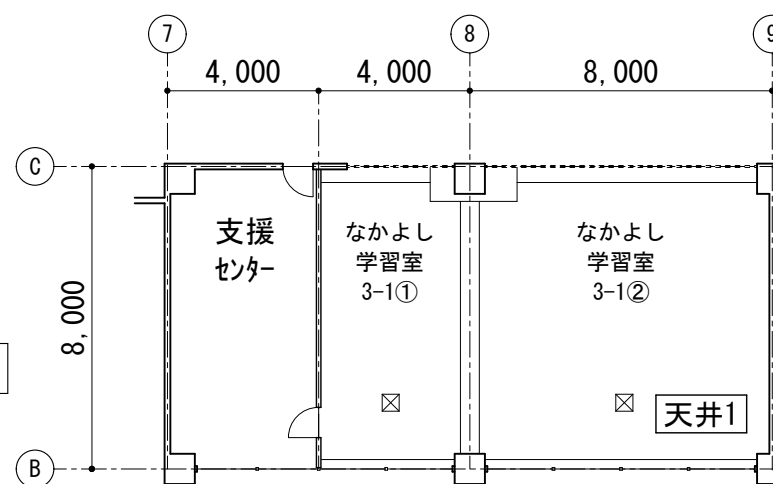 7
8
9
4,000
4,000
8,000
C
支援
センター
なかよし
学習室
3-1①
なかよし
学習室
3-1②
8,000
天井1
B